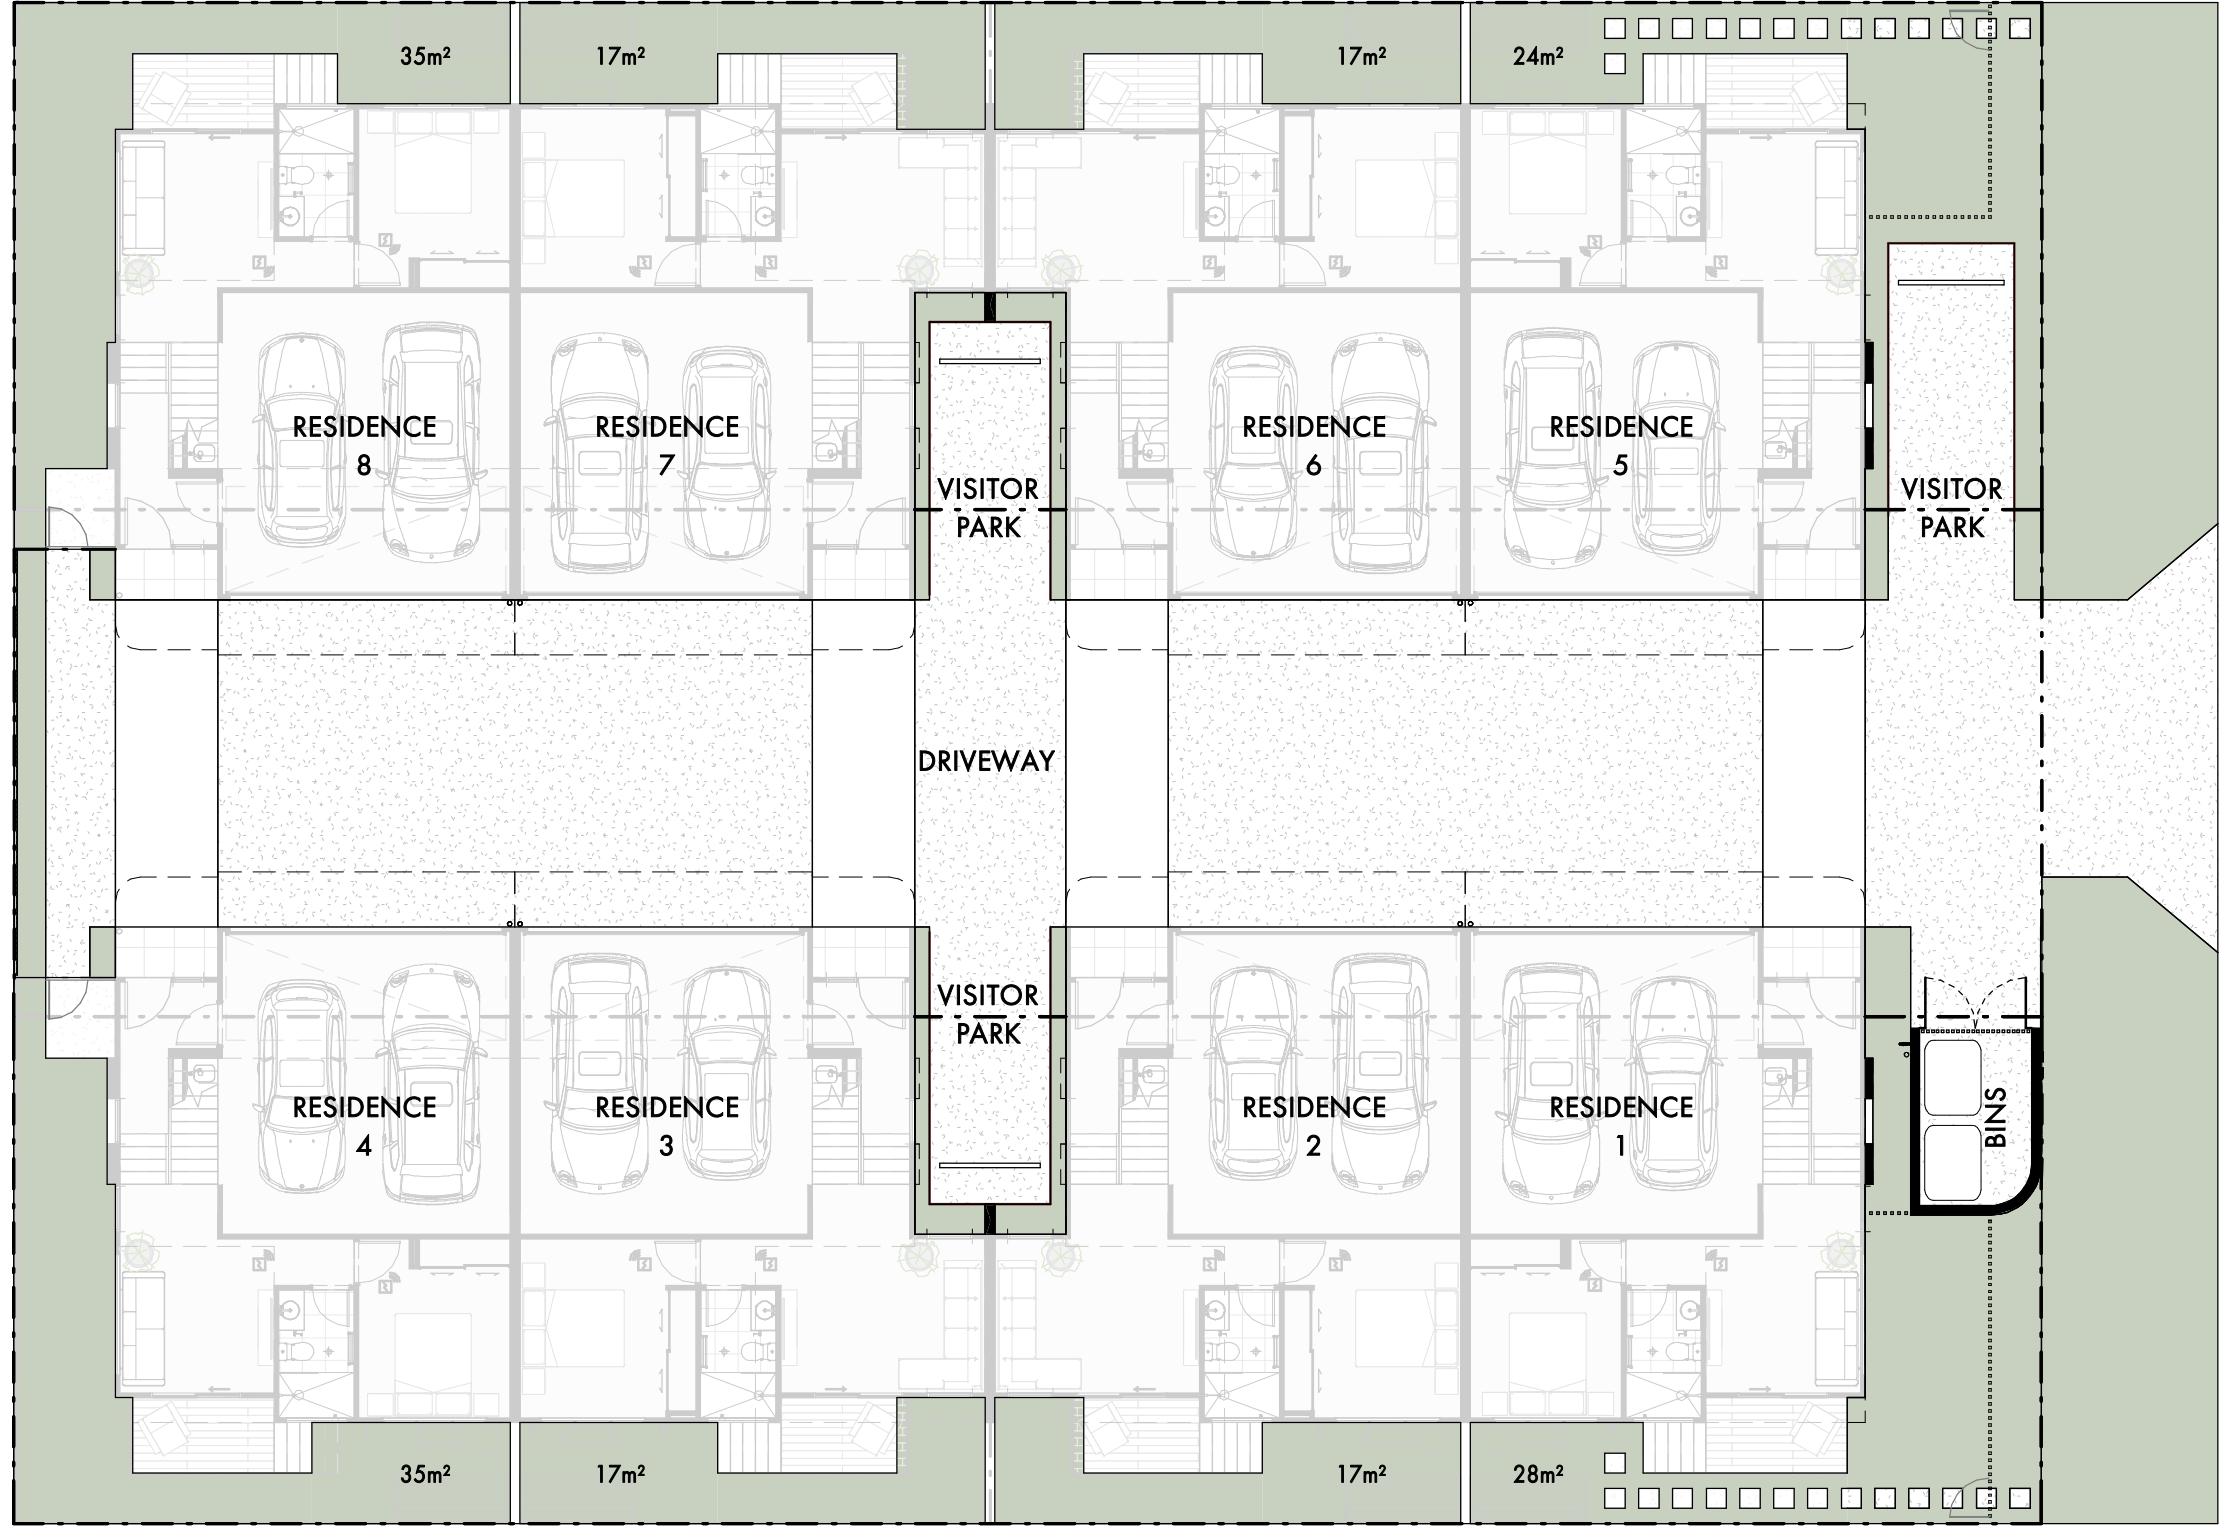 35m²
17m²
17m²
24m²
RESIDENCE
8
RESIDENCE
7
RESIDENCE
6
RESIDENCE
5
VISITOR
PARK
VISITOR
PARK
DRIVEWAY
VISITOR
PARK
RESIDENCE
4
RESIDENCE
3
RESIDENCE
2
RESIDENCE
1
BINS
35m²
17m²
17m²
28m²